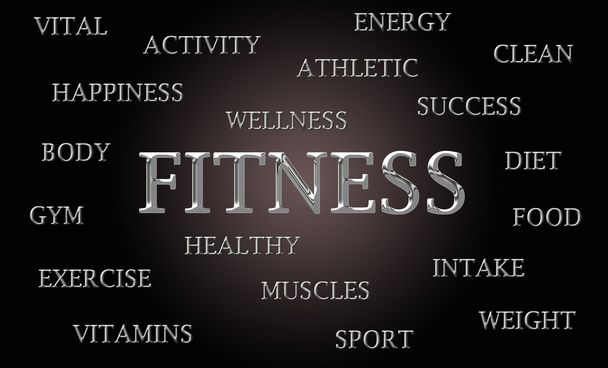 VITAL
ENERGY
ACTIVITY
CLEAN
ATHLETIC
HAPPINESS
SUCCESS
WELLNESS
BODY
DIET
FITNESS
GYM
FOOD
HEALTHY
INTAKE
EXERCISE
MUSCLES
WEIGHT
VITAMINS
SPORT